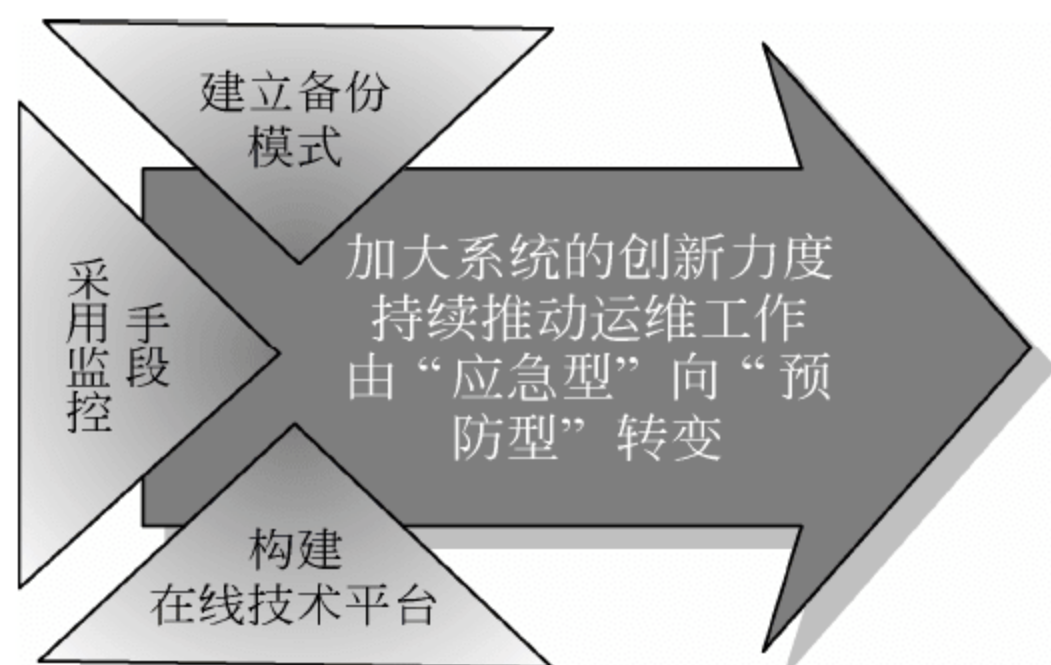 建立备份
模式
采用监控
手段
加大系统的创新力度
持续推动运维工作
由“应急型”向“预
防型”转变
构建
在线技术平台